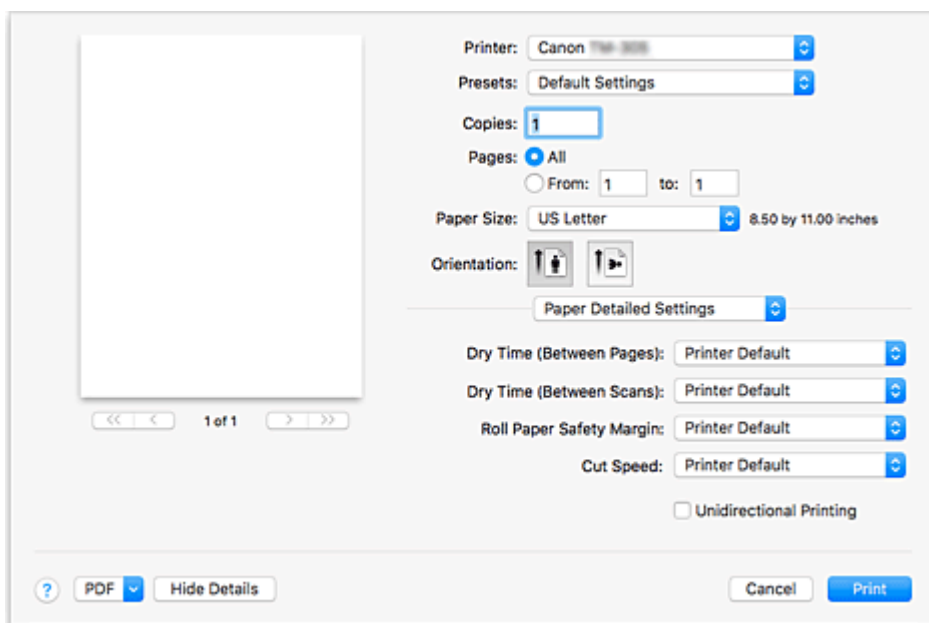 Printer: Canon
Presets: Default Settings
Copies: 1
Pages: All
From: 1 to: 1
Paper Size: US Letter 8.50 by 11.00 inches
Orientation:
Paper Detailed Settings
Dry Time (Between Pages): Printer Default
Dry Time (Between Scans): Printer Default
<< < 1 of 1 > >>
Roll Paper Safety Margin: Printer Default
Cut Speed: Printer Default
Unidirectional Printing
? PDF Hide Details Cancel Print